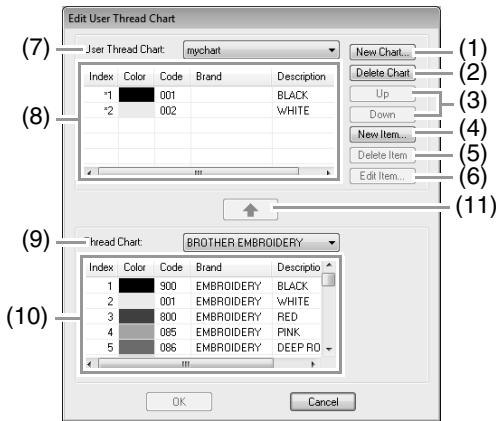 Edit User Thread Chart
(7) User Thread Chart: mychart New Chart... (1)
Delete Chart (2)
Index Color Code Brand Description
*1 001 BLACK Up (3)
*2 002 WHITE Down
(8) New Item... (4)
Delete Item (5)
Edit Item... (6)
(11)
(9) Thread Chart: BROTHER EMBROIDERY
Index Color Code Brand Descriptio
1 900 EMBROIDERY BLACK
2 001 EMBROIDERY WHITE
(10) 3 800 EMBROIDERY RED
4 085 EMBROIDERY PINK
5 086 EMBROIDERY DEEP RO
OK Cancel